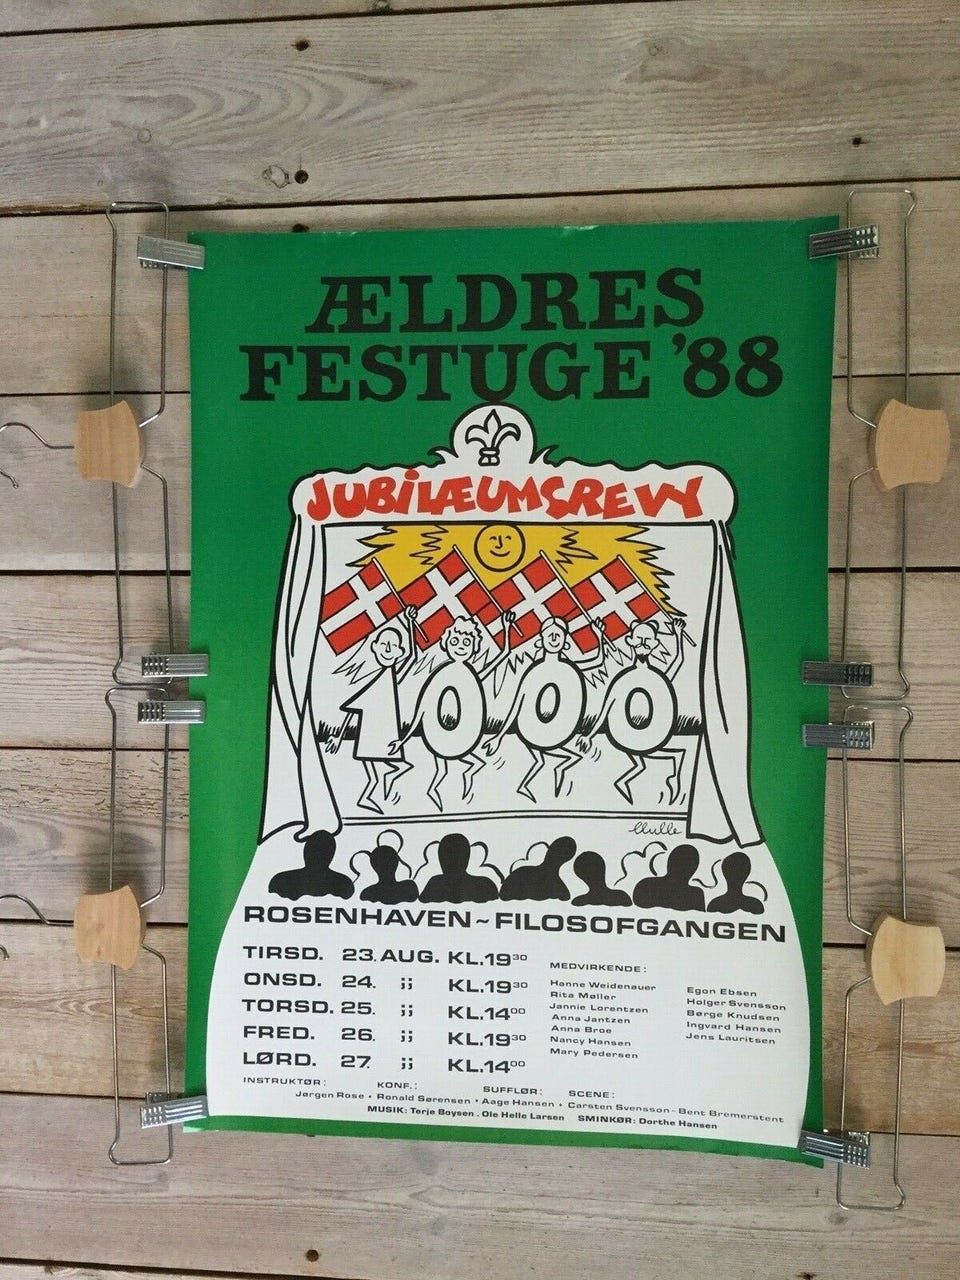 ÆLDRES
FESTUGE '88
JUBILÆUMSREVY
1000
ROSENHAVEN~FILOSOFGANGEN
TIRSD. 23. AUG. KL.19³⁰
ONSD. 24. ;; KL.19³⁰
TORSD. 25. ;; KL.14⁰⁰
FRED. 26. ;; KL.19³⁰
LØRD. 27. ;; KL.14⁰⁰
MEDVIRKENDE:
Hanne Weidenauer
Rita Møller
Jannie Lorentzen
Anna Jantzen
Anna Broe
Nancy Hansen
Mary Pedersen
Egon Ebsen
Holger Svensson
Børge Knudsen
Ingvard Hansen
Jens Lauritsen
INSTRUKTØR: KONF.: SUFFLØR: SCENE:
Jørgen Rose • Ronald Sørensen • Aage Hansen • Carsten Svensson - Bent Bremerstent
MUSIK: Terje Boysen . Ole Helle Larsen SMINKØR: Dorthe Hansen